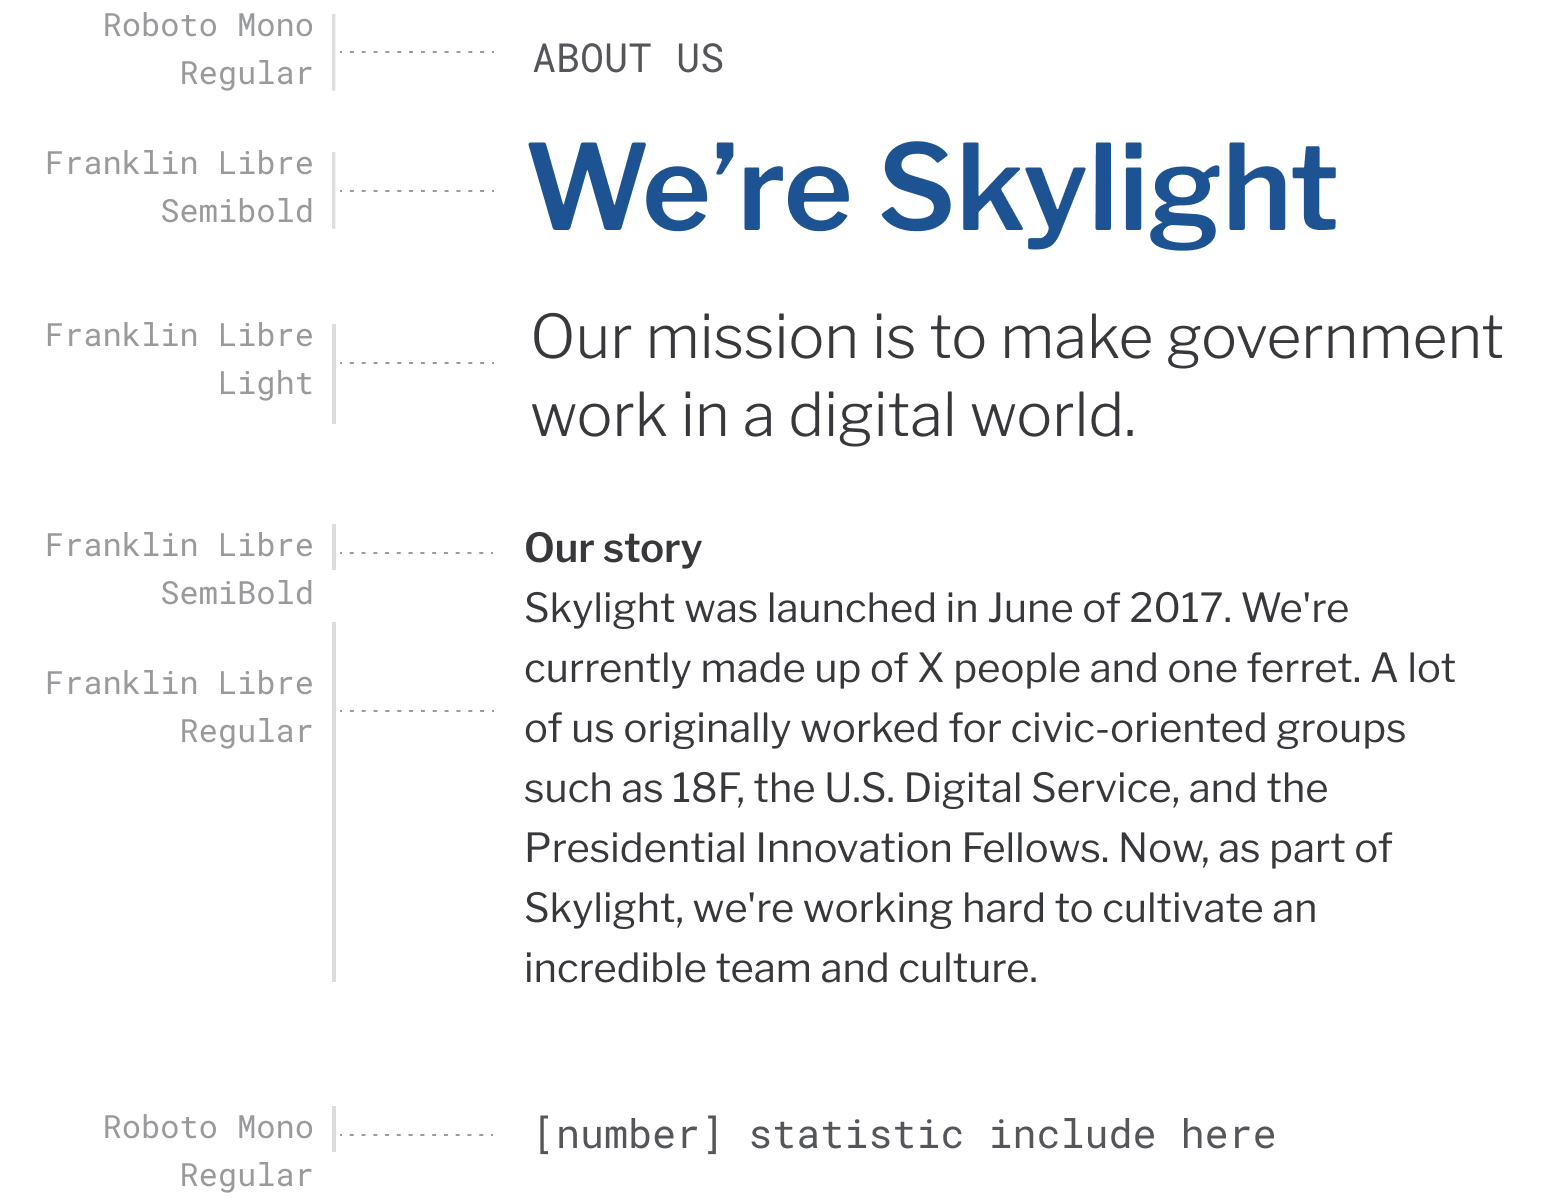 Roboto Mono
Regular
ABOUT US
Franklin Libre
Semibold
We’re Skylight
Franklin Libre
Light
Our mission is to make government
work in a digital world.
Franklin Libre
SemiBold
Our story
Franklin Libre
Regular
Skylight was launched in June of 2017. We're
currently made up of X people and one ferret. A lot
of us originally worked for civic-oriented groups
such as 18F, the U.S. Digital Service, and the
Presidential Innovation Fellows. Now, as part of
Skylight, we're working hard to cultivate an
incredible team and culture.
Roboto Mono
Regular
[number] statistic include here